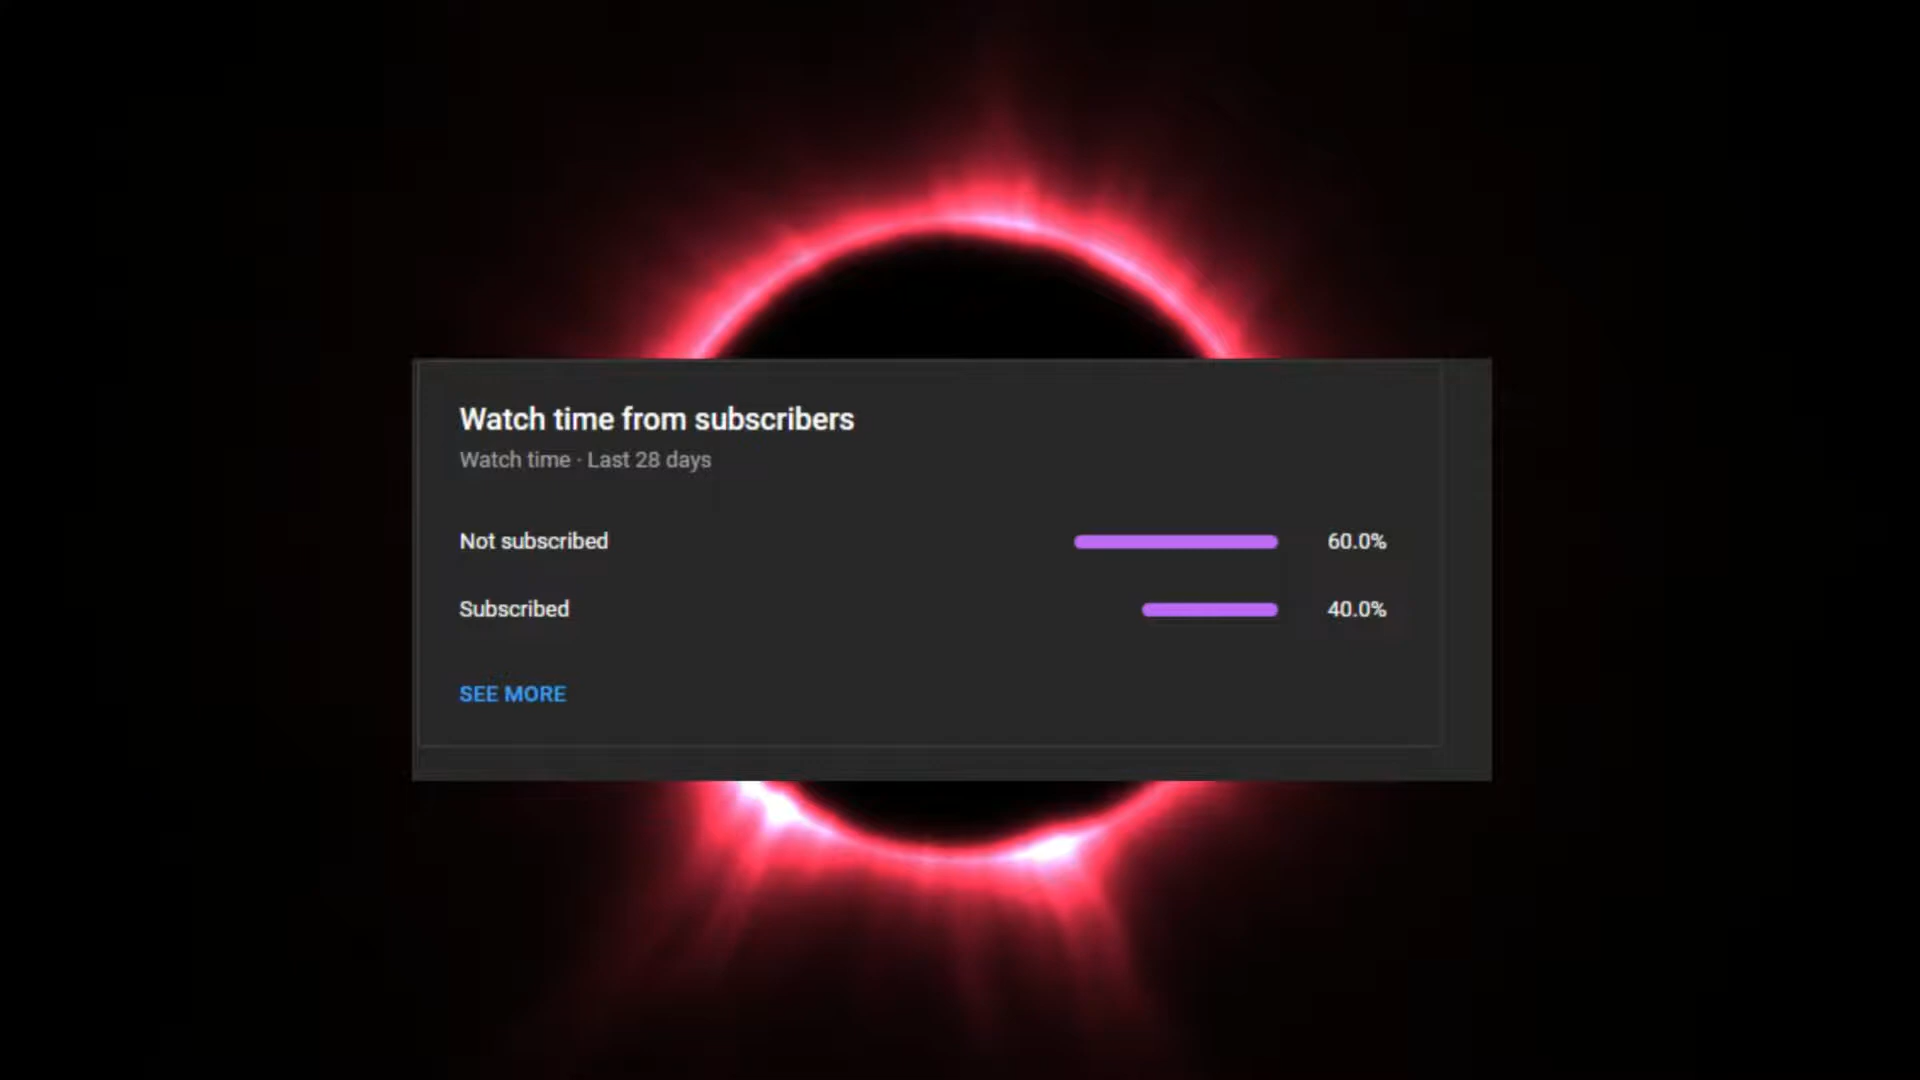 Watch time from subscribers
Watch time · Last 28 days
Not subscribed 60.0%
Subscribed 40.0%
SEE MORE